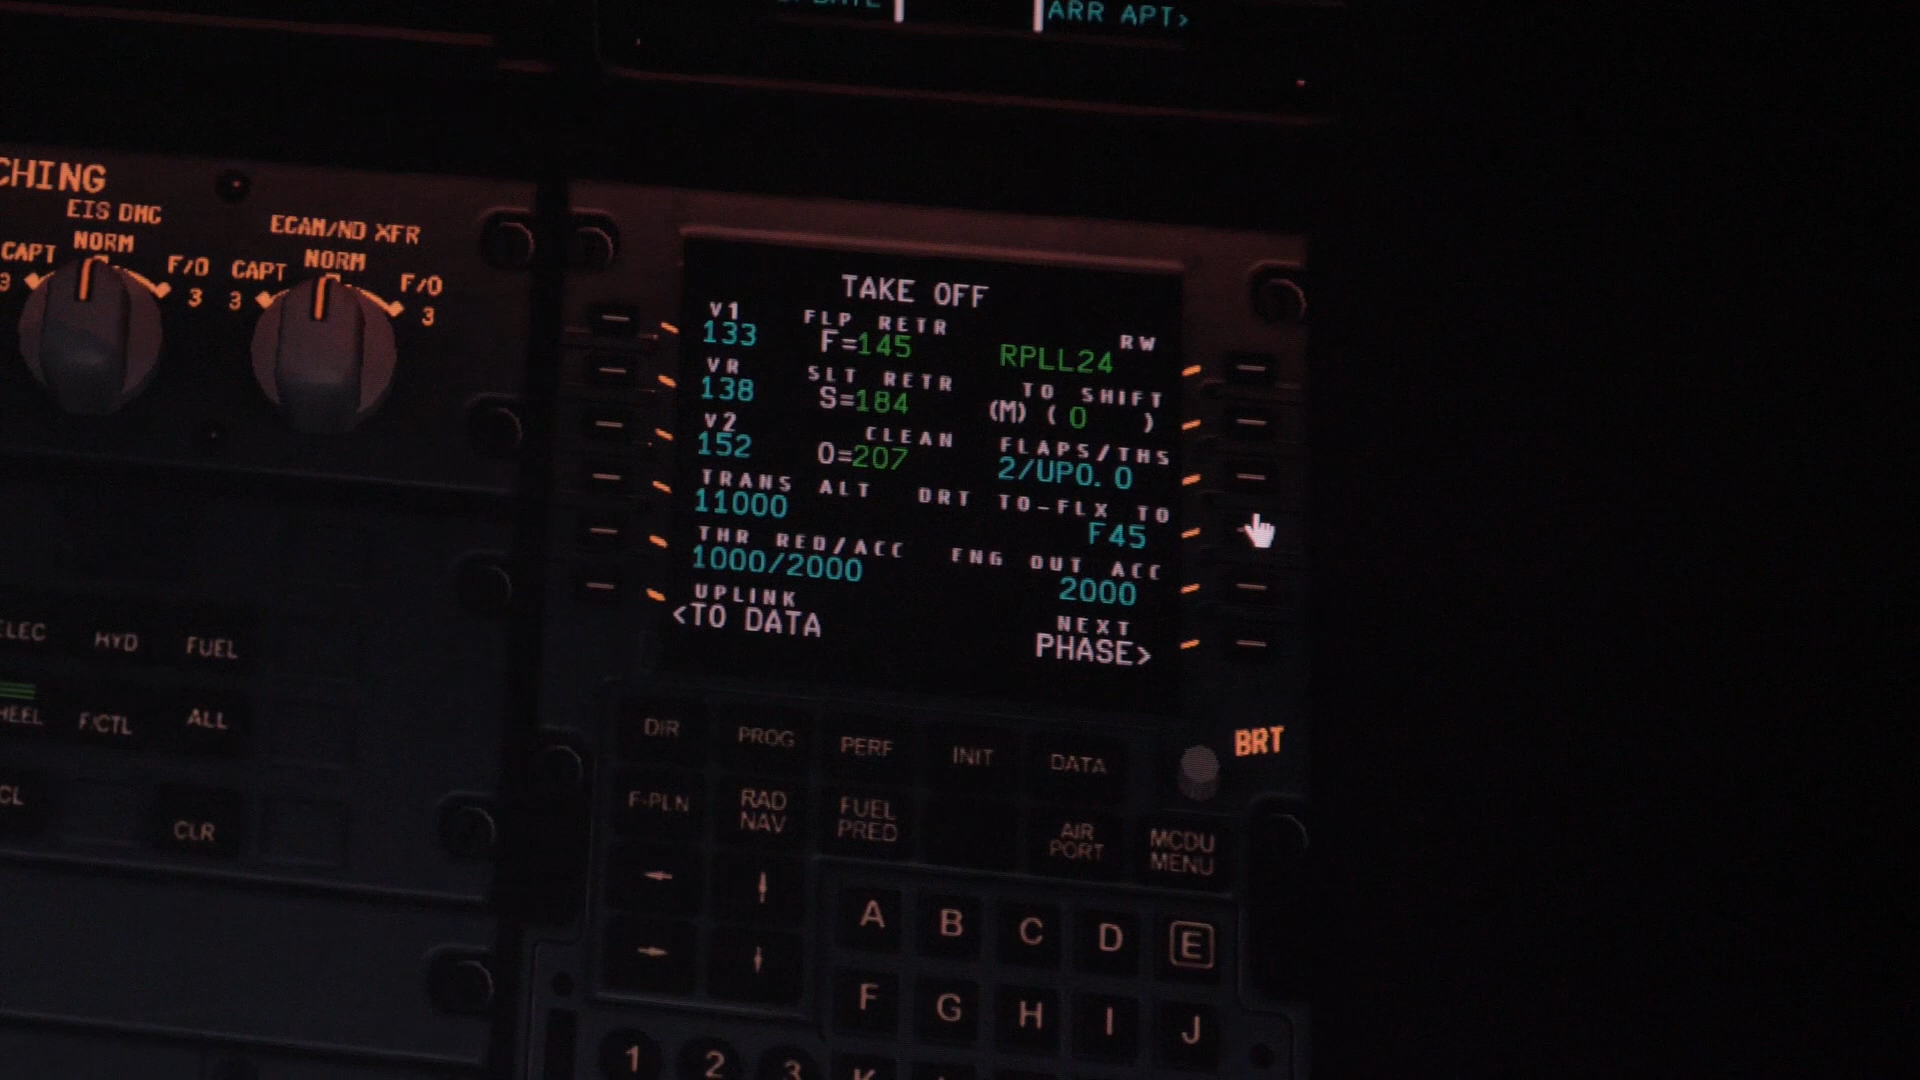 ARR APT>
CHING
EIS DMC
CAPT NORM F/O
3 3
ECAM/ND XFR
CAPT NORM F/O
3 3
TAKE OFF
V1 FLP RETR RW
133 F=145 RPLL24
VR SLT RETR TO SHIFT
138 S=184 (M) ( 0 )
V2 CLEAN FLAPS/THS
152 O=207 2/UP0.0
TRANS ALT DRT TO-FLX TO
11000 F45
THR RED/ACC ENG OUT ACC
1000/2000 2000
UPLINK NEXT
<TO DATA PHASE>
ELEC HYD FUEL
HEEL F/CTL ALL
CL CLR
BRT
DIR PROG PERF INIT DATA
F-PLN RAD NAV FUEL PRED AIR PORT MCDU MENU
A B C D E
F G H I J
1 2 3 K